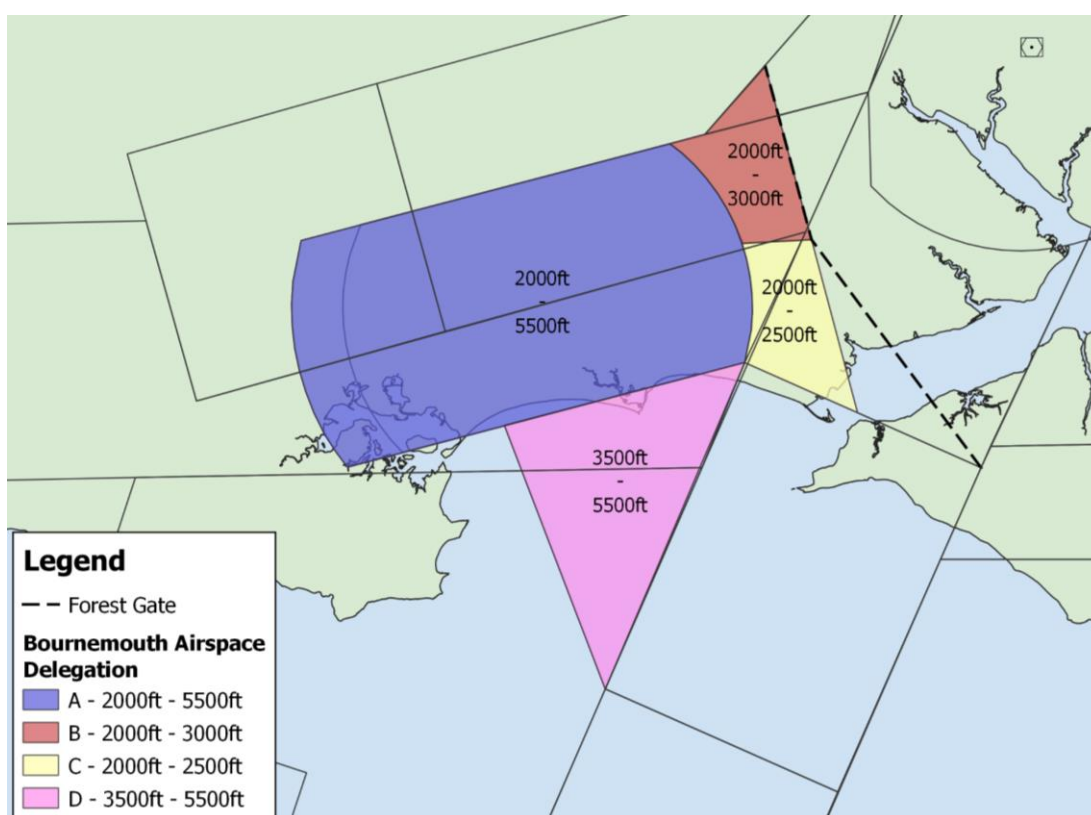 2000ft
-
3000ft
2000ft
-
5500ft
2000ft
-
2500ft
3500ft
-
5500ft
Legend
Forest Gate
Bournemouth Airspace
Delegation
A - 2000ft - 5500ft
B - 2000ft - 3000ft
C - 2000ft - 2500ft
D - 3500ft - 5500ft